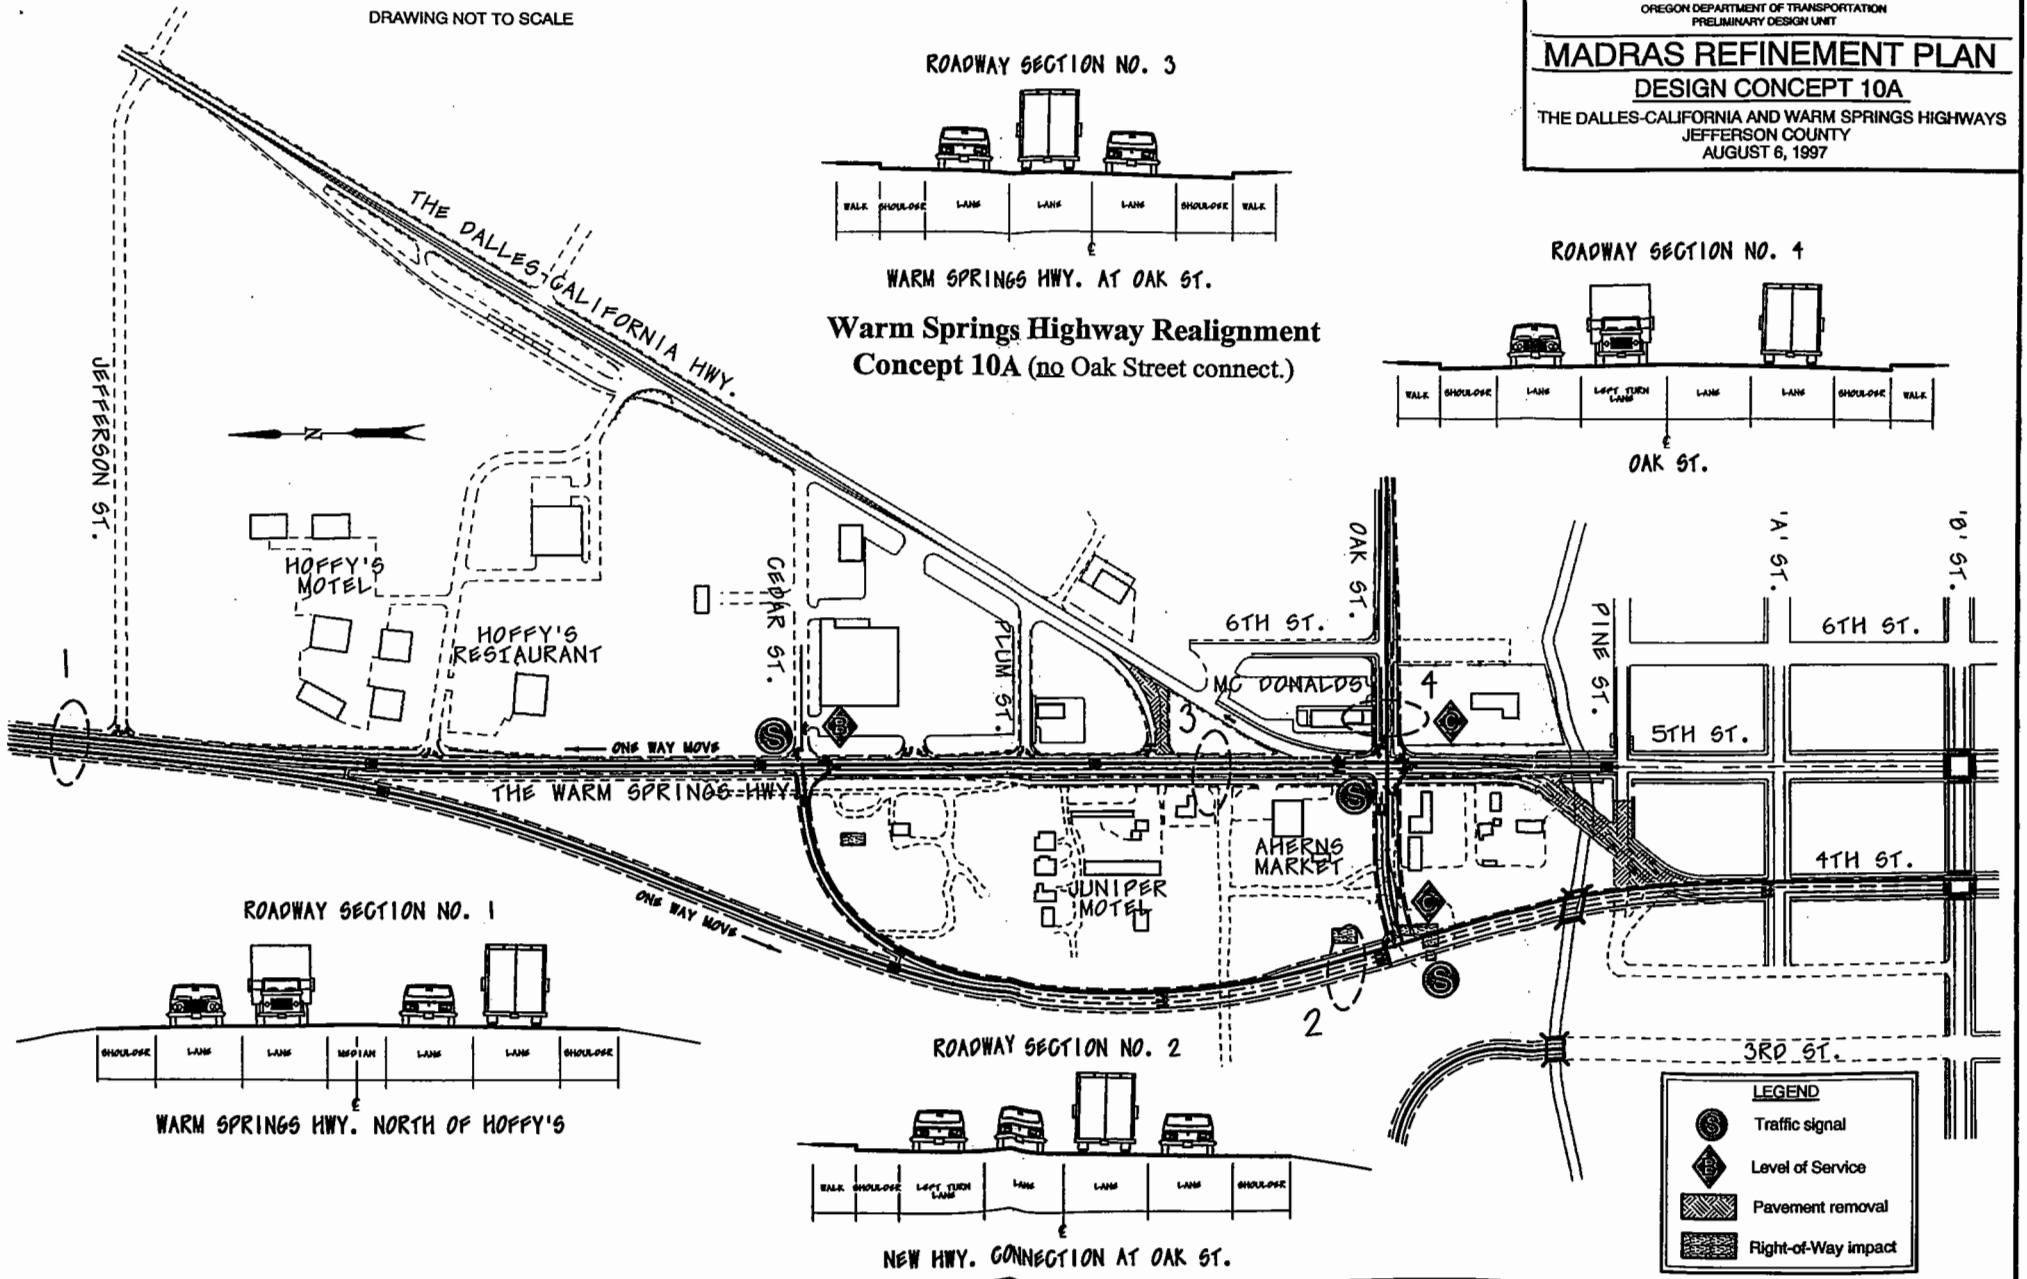 DRAWING NOT TO SCALE
OREGON DEPARTMENT OF TRANSPORTATION
PRELIMINARY DESIGN UNIT
MADRAS REFINEMENT PLAN
DESIGN CONCEPT 10A
THE DALLES-CALIFORNIA AND WARM SPRINGS HIGHWAYS
JEFFERSON COUNTY
AUGUST 6, 1997
ROADWAY SECTION NO. 3
WALK SHOULDER LANE LANE LANE SHOULDER WALK
℄
WARM SPRINGS HWY. AT OAK ST.
Warm Springs Highway Realignment
Concept 10A (no Oak Street connect.)
ROADWAY SECTION NO. 4
WALK SHOULDER LANE LEFT TURN LANE LANE LANE SHOULDER WALK
℄
OAK ST.
THE DALLES-CALIFORNIA HWY.
JEFFERSON ST.
N
HOFFY'S
MOTEL
HOFFY'S
RESTAURANT
CEDAR ST.
PLUM ST.
OAK ST.
6TH ST.
MC DONALDS
PINE ST.
'A' ST.
'B' ST.
6TH ST.
5TH ST.
4TH ST.
3RD ST.
1
S
B
3
4
C
ONE WAY MOVE
THE WARM SPRINGS HWY
S
AHERNS
MARKET
JUNIPER
MOTEL
C
ONE WAY MOVE
2
S
ROADWAY SECTION NO. 1
SHOULDER LANE LANE MEDIAN LANE LANE SHOULDER
℄
WARM SPRINGS HWY. NORTH OF HOFFY'S
ROADWAY SECTION NO. 2
WALK SHOULDER LEFT TURN LANE LANE LANE LANE SHOULDER
℄
NEW HWY. CONNECTION AT OAK ST.
LEGEND
S Traffic signal
B Level of Service
Pavement removal
Right-of-Way impact